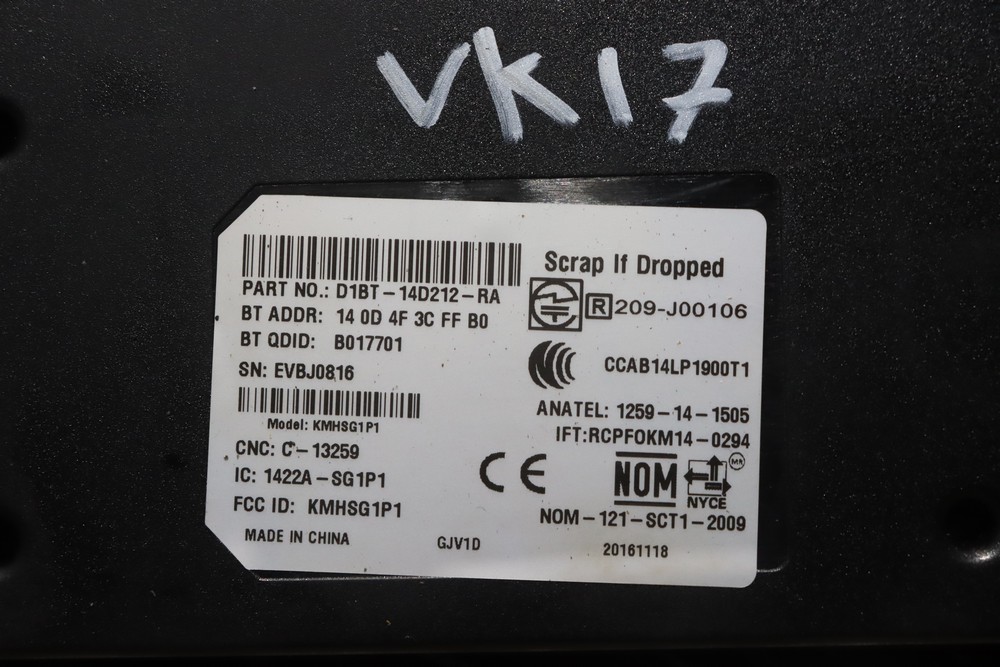 VK17
PART NO.: D1BT-14D212-RA
BT ADDR: 14 0D 4F 3C FF B0
BT QDID: B017701
SN: EVBJ0816
Model: KMHSG1P1
CNC: C-13259
IC: 1422A-SG1P1
FCC ID: KMHSG1P1
MADE IN CHINA
GJV1D
Scrap If Dropped
R 209-J00106
CCAB14LP1900T1
ANATEL: 1259-14-1505
IFT:RCPFOKM14-0294
CE
NOM
MR
NYCE
NOM-121-SCT1-2009
20161118